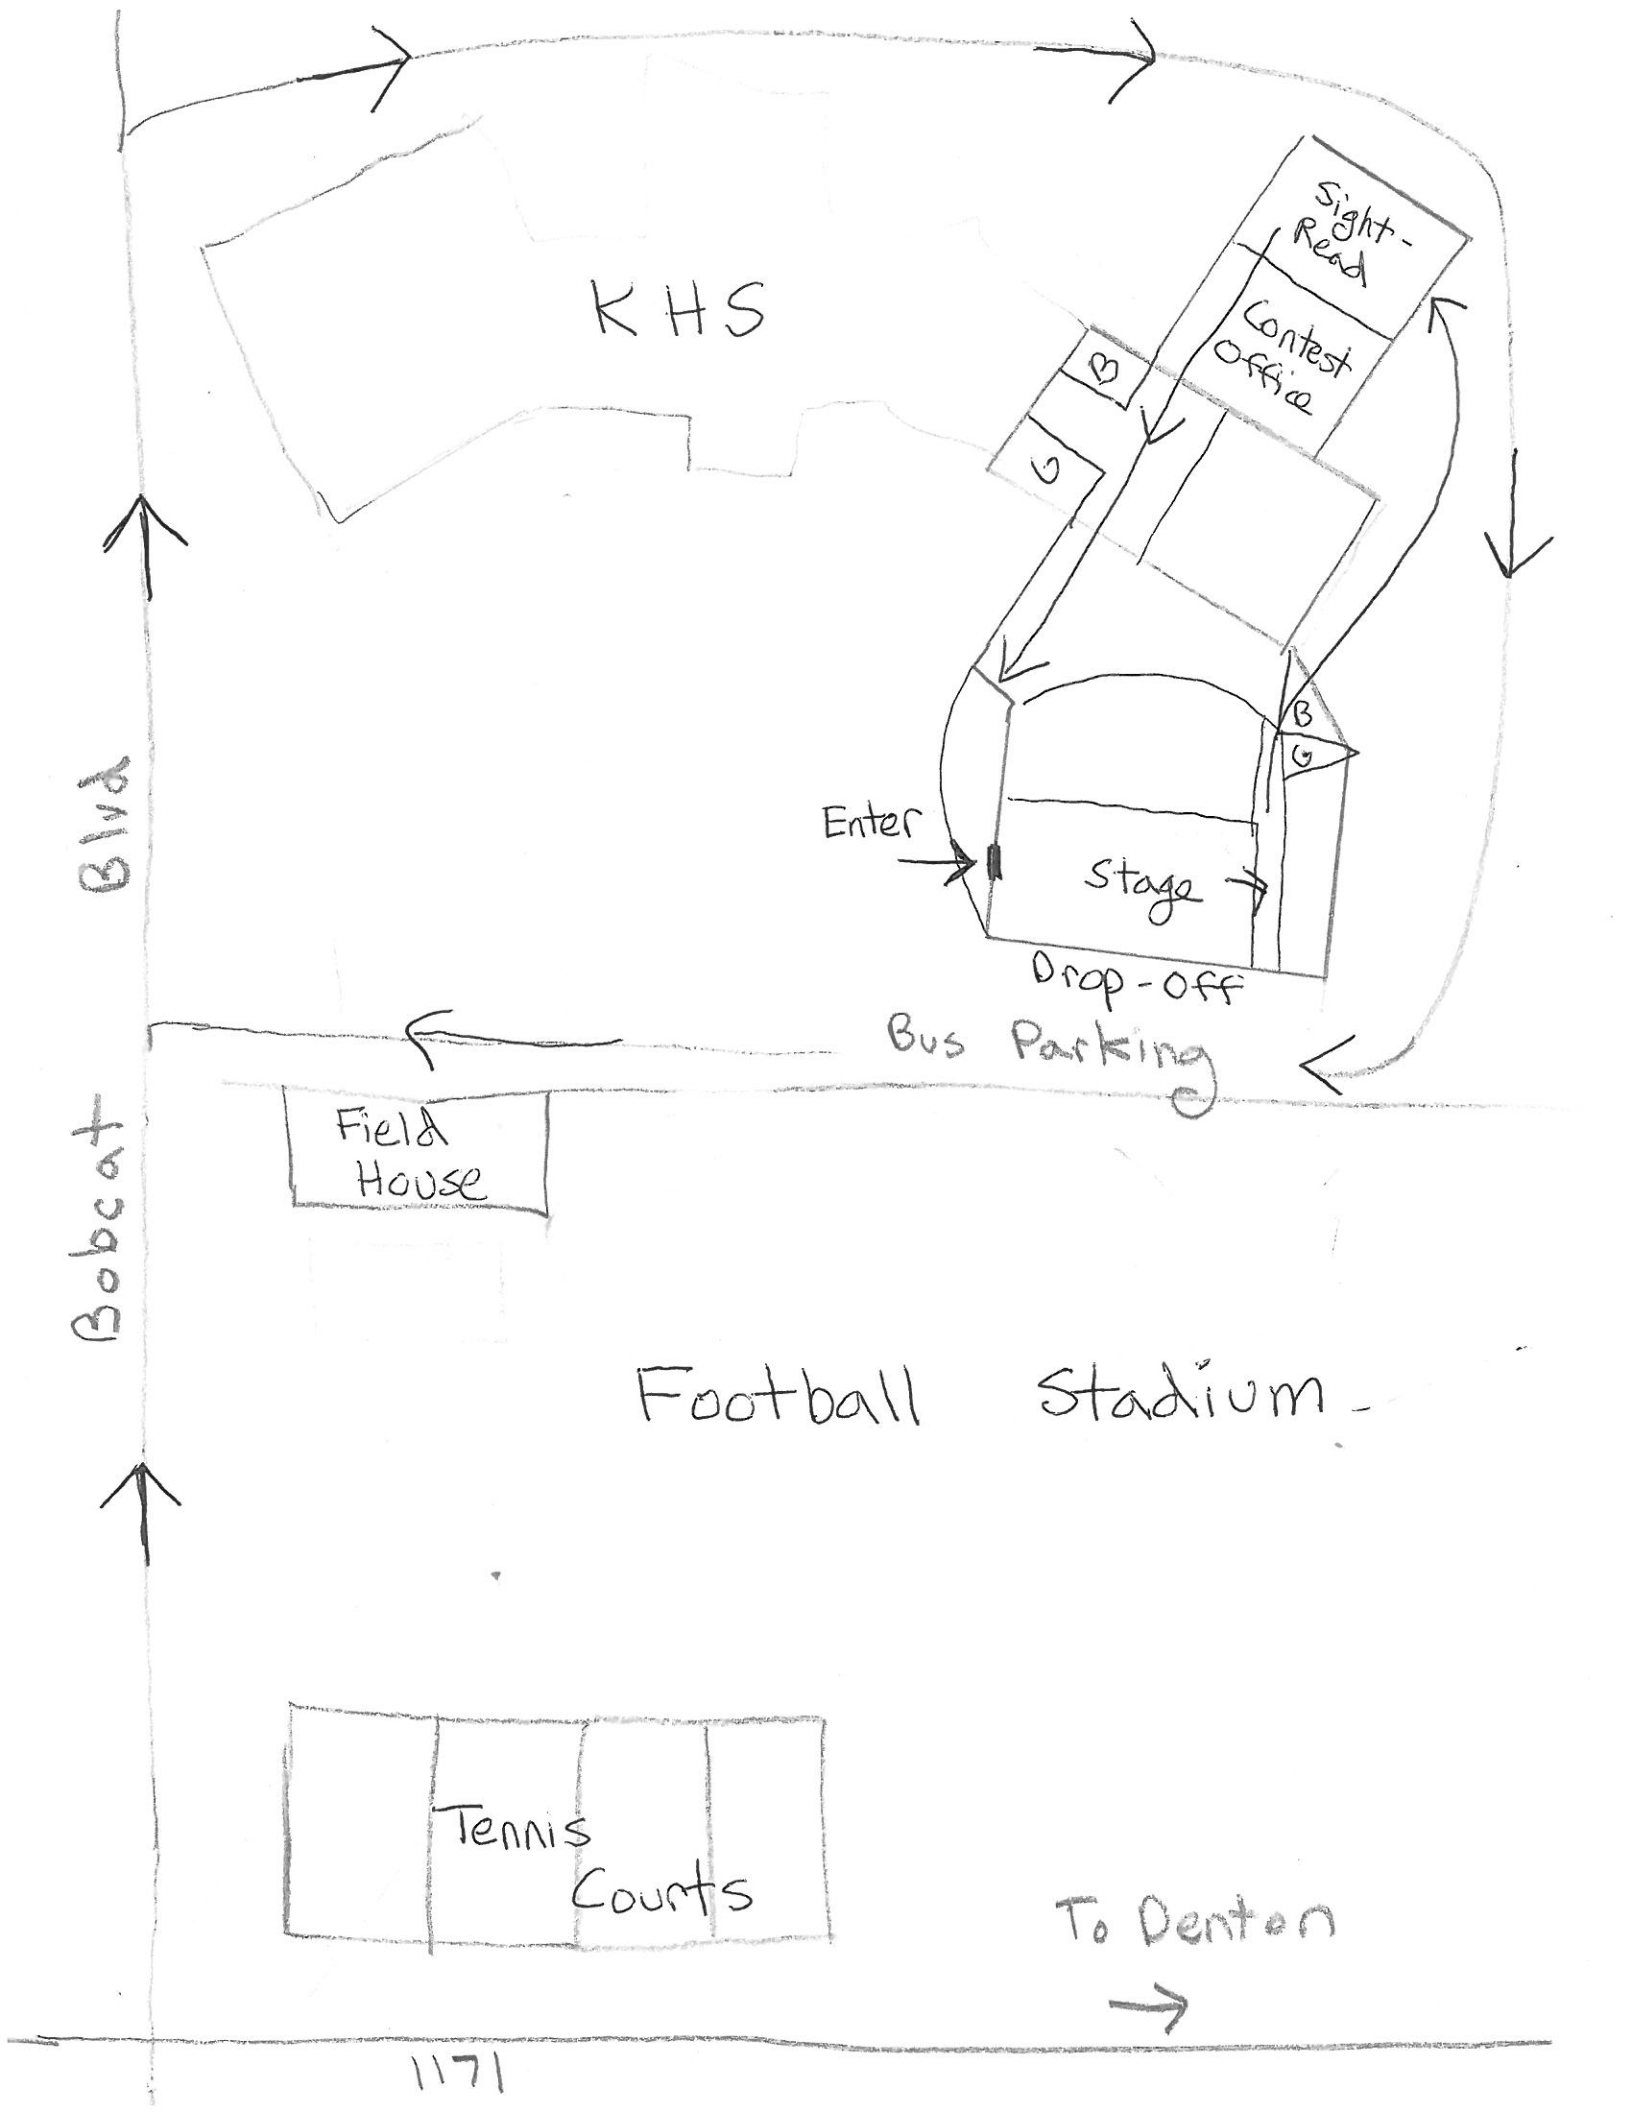 Sight-
Read
KHS
Contest
Office
B
G
B
G
Blvd
Enter
Stage
Drop-Off
Bus Parking
Field
House
Bobcat
Football Stadium
Tennis
Courts
To Denton
1171